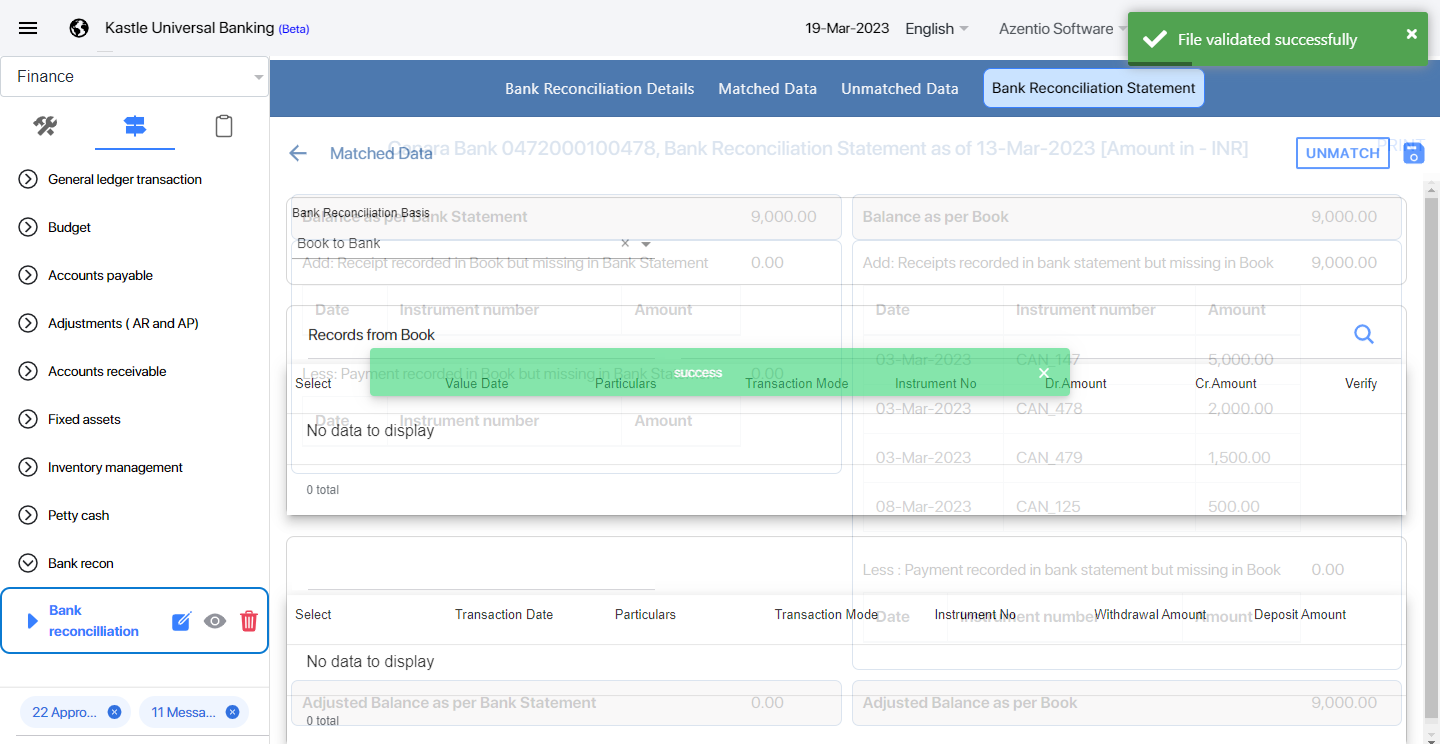 Kastle Universal Banking (Beta)
19-Mar-2023
English
Azentio Software
File validated successfully
Finance
Bank Reconciliation Details
Matched Data
Unmatched Data
Bank Reconciliation Statement
General ledger transaction
Budget
Accounts payable
Adjustments ( AR and AP)
Accounts receivable
Fixed assets
Inventory management
Petty cash
Bank recon
Bank
reconcilliation
22 Appro...
11 Messa...
Matched Data
Canara Bank 0472000100478, Bank Reconciliation Statement as of 13-Mar-2023 [Amount in - INR]
UNMATCH
PRINT
Bank Reconciliation Basis
Book to Bank
Balance as per Bank Statement 9,000.00
Add: Receipt recorded in Book but missing in Bank Statement 0.00
Date Instrument number Amount
Less: Payment recorded in Book but missing in Bank Statement 0.00
Date Instrument number Amount
Balance as per Book 9,000.00
Add: Receipts recorded in bank statement but missing in Book 9,000.00
Date Instrument number Amount
03-Mar-2023 CAN_147 5,000.00
03-Mar-2023 CAN_478 2,000.00
03-Mar-2023 CAN_479 1,500.00
08-Mar-2023 CAN_125 500.00
Less : Payment recorded in bank statement but missing in Book 0.00
Date Instrument number Amount
Records from Book
success
Select Value Date Particulars Transaction Mode Instrument No Dr.Amount Cr.Amount Verify
No data to display
0 total
Select Transaction Date Particulars Transaction Mode Instrument No Withdrawal Amount Deposit Amount
No data to display
0 total
Adjusted Balance as per Bank Statement 0.00
Adjusted Balance as per Book 9,000.00